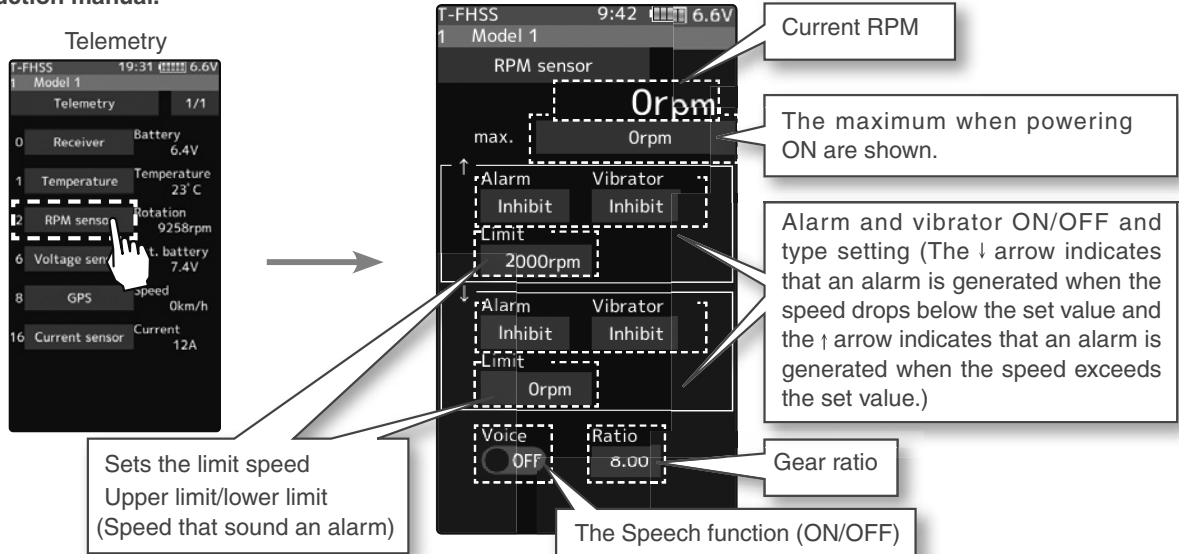 ction manual.
Telemetry
T-FHSS 19:31 6.6V
1 Model 1
Telemetry 1/1
0 Receiver Battery
6.4V
1 Temperature Temperature
23°C
2 RPM senso Rotation
9258rpm
6 Voltage sen t. battery
7.4V
8 GPS Speed
0km/h
16 Current sensor Current
12A
T-FHSS 9:42 6.6V
1 Model 1
RPM sensor
0rpm
max. 0rpm
↑ Alarm Vibrator
Inhibit Inhibit
Limit
2000rpm
↓ Alarm Vibrator
Inhibit Inhibit
Limit
0rpm
Voice Ratio
OFF 8.00
Current RPM
The maximum when powering
ON are shown.
Alarm and vibrator ON/OFF and
type setting (The ↓ arrow indicates
that an alarm is generated when the
speed drops below the set value and
the ↑ arrow indicates that an alarm is
generated when the speed exceeds
the set value.)
Sets the limit speed
Upper limit/lower limit
(Speed that sound an alarm)
Gear ratio
The Speech function (ON/OFF)